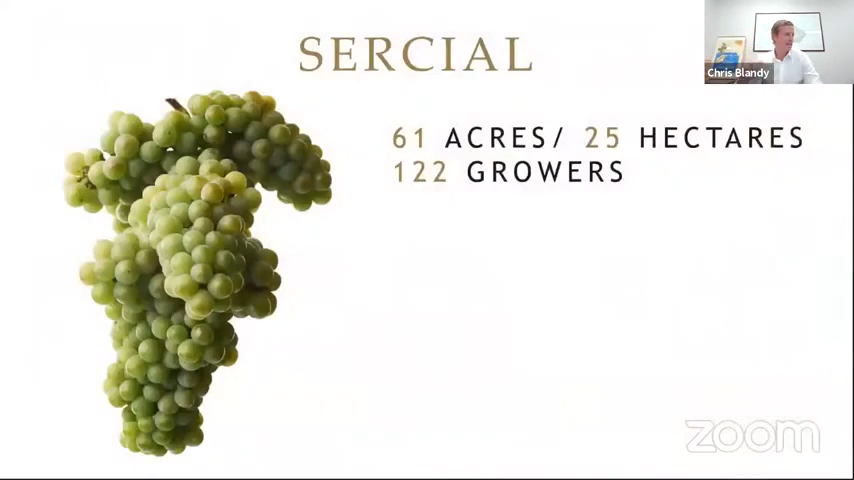 SERCIAL
Chris Blandy
61 ACRES/ 25 HECTARES
122 GROWERS
zoom